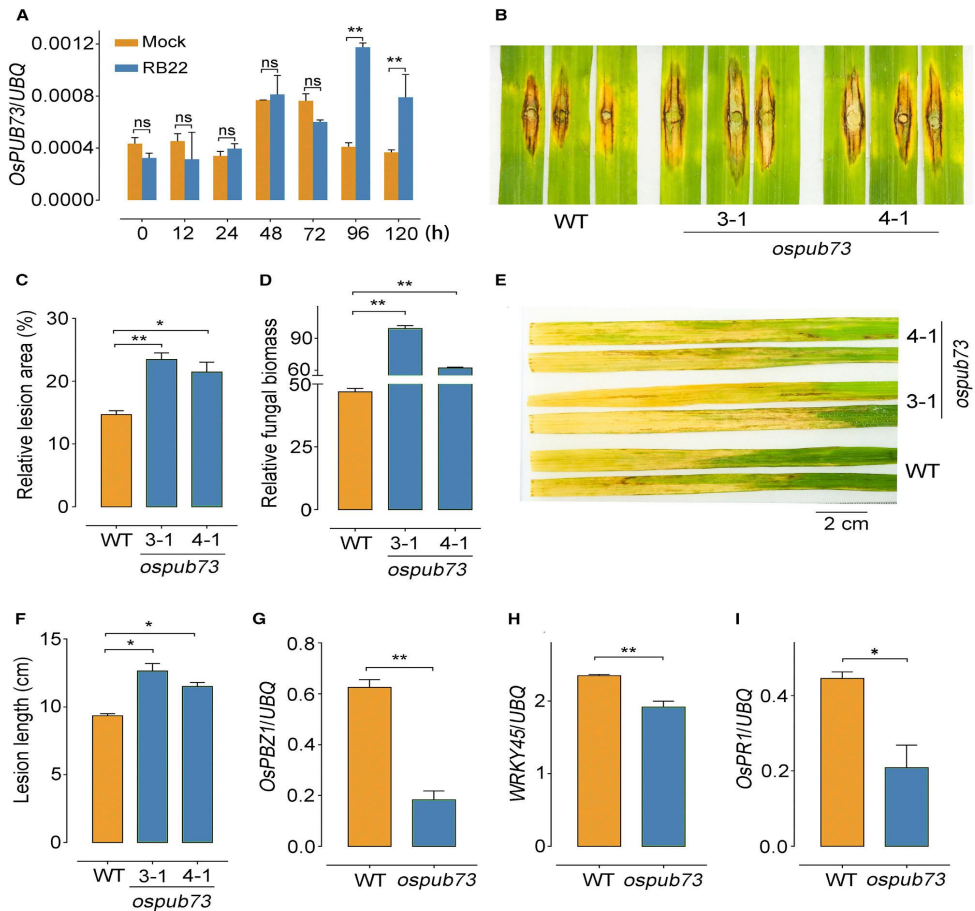 A
OsPUB73/UBQ
0.0012
0.0008
0.0004
0.0000
Mock
RB22
ns
ns
ns
ns
ns
**
**
0 12 24 48 72 96 120 (h)
B
WT 3-1 4-1
ospub73
C
Relative lesion area (%)
30
20
10
0
**
*
WT 3-1 4-1
ospub73
D
Relative fungal biomass
90
60
50
25
0
**
**
WT 3-1 4-1
ospub73
E
4-1
3-1
ospub73
WT
2 cm
F
Lesion length (cm)
15
10
5
0
*
*
WT 3-1 4-1
ospub73
G
OsPBZ1/UBQ
0.6
0.4
0.2
0.0
**
WT ospub73
H
WRKY45/UBQ
2
1
0
**
WT ospub73
I
OsPR1/UBQ
0.4
0.2
0.0
*
WT ospub73